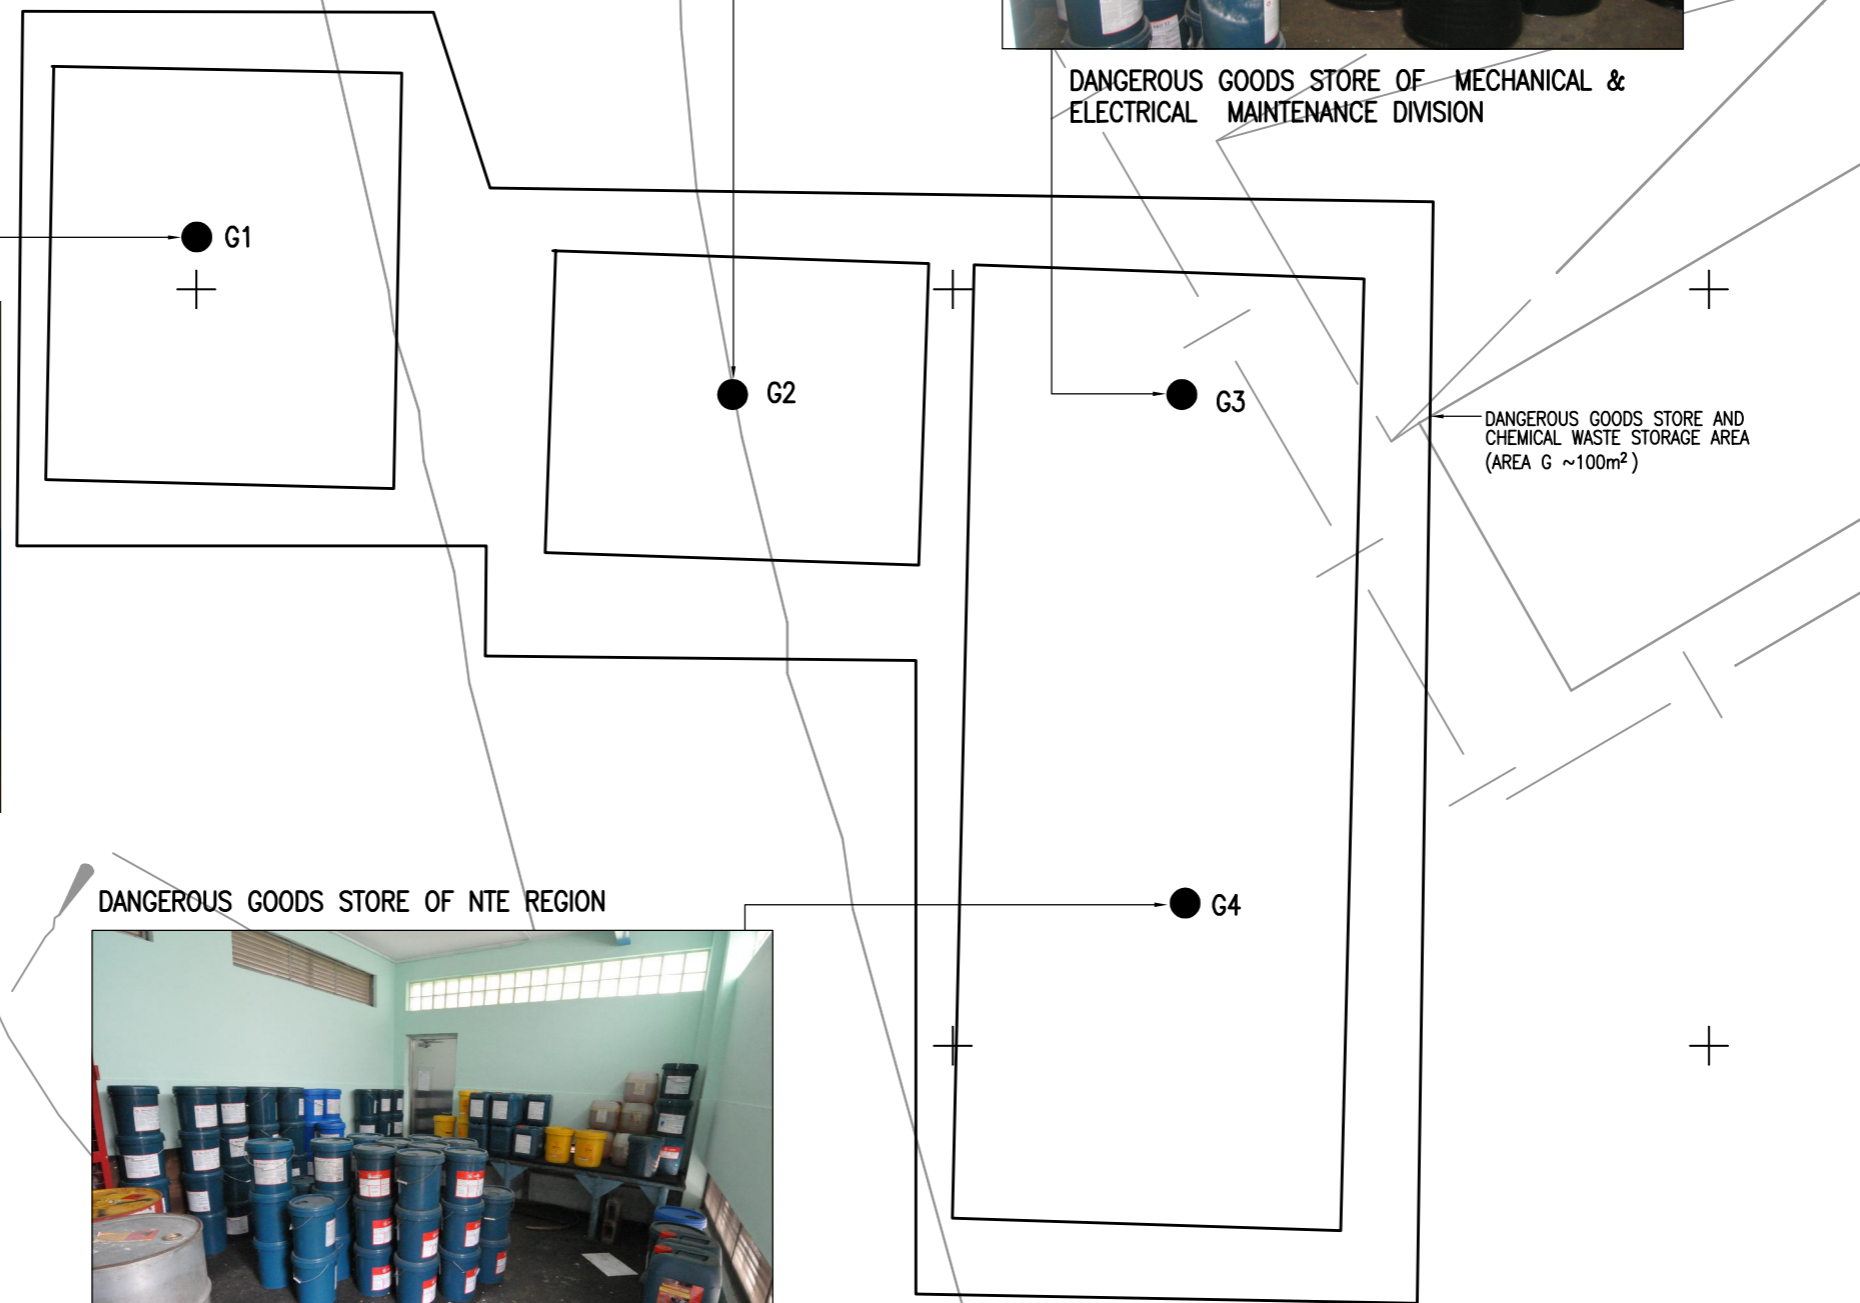 DANGEROUS GOODS STORE OF MECHANICAL &
ELECTRICAL MAINTENANCE DIVISION
G1
G2
G3
DANGEROUS GOODS STORE AND
CHEMICAL WASTE STORAGE AREA
(AREA G ~100m²)
DANGEROUS GOODS STORE OF NTE REGION
G4